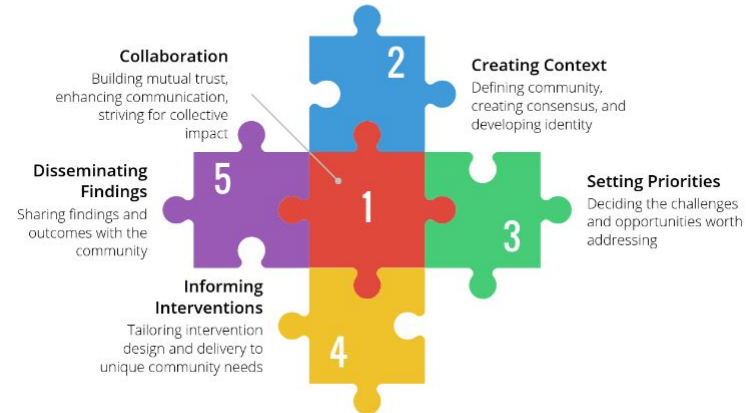 Collaboration
Building mutual trust,
enhancing communication,
striving for collective
impact
2
Creating Context
Defining community,
creating consensus, and
developing identity
Disseminating
Findings
Sharing findings and
outcomes with the
community
5
1
3
Setting Priorities
Deciding the challenges
and opportunities worth
addressing
Informing
Interventions
Tailoring intervention
design and delivery to
unique community needs
4